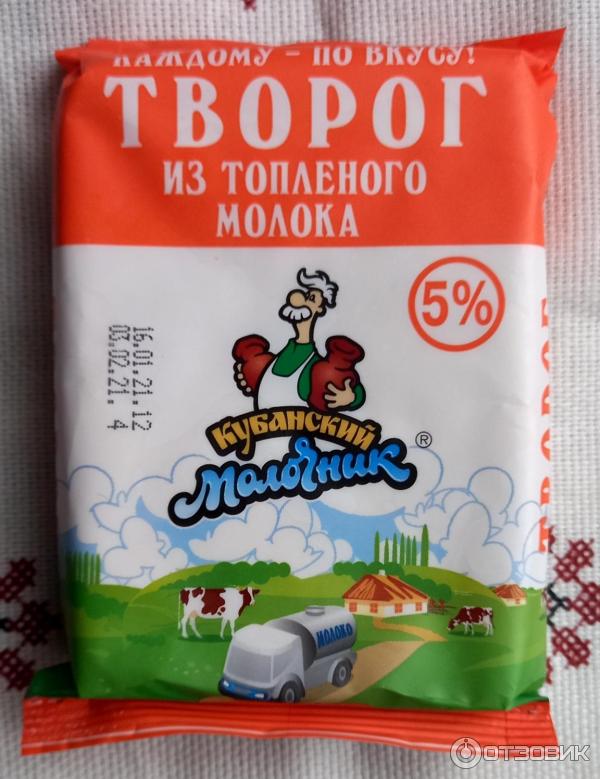 КАЖДОМУ – ПО ВКУСУ!
ТВОРОГ
ИЗ ТОПЛЕНОГО
МОЛОКА
5%
16.01.21.12
03.02.21. 4
Кубанский
Молочник ®
МОЛОКО
ТВОРОГ
ОТЗОВИК